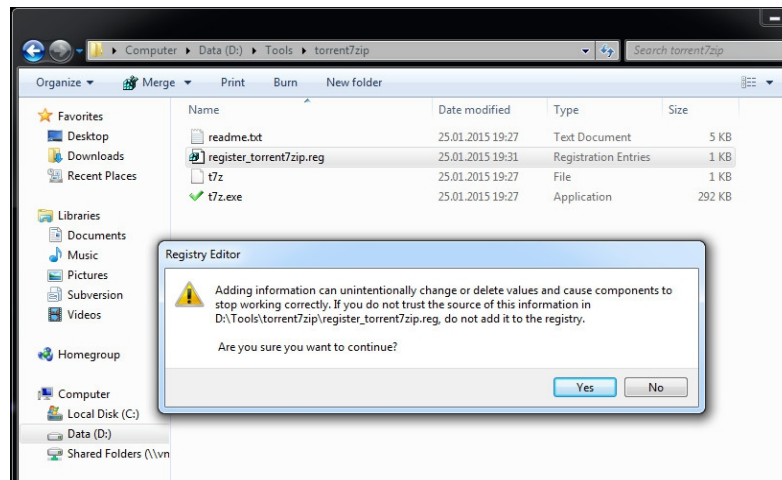 Computer ▸ Data (D:) ▸ Tools ▸ torrent7zip
Search torrent7zip
Organize ▾ Merge ▾ Print Burn New folder
Name Date modified Type Size
Favorites
Desktop
Downloads
Recent Places
Libraries
Documents
Music
Pictures
Subversion
Videos
Homegroup
Computer
Local Disk (C:)
Data (D:)
Shared Folders (\\vn
readme.txt 25.01.2015 19:27 Text Document 5 KB
register_torrent7zip.reg 25.01.2015 19:31 Registration Entries 1 KB
t7z 25.01.2015 19:27 File 1 KB
t7z.exe 25.01.2015 19:27 Application 292 KB
Registry Editor
Adding information can unintentionally change or delete values and cause components to
stop working correctly. If you do not trust the source of this information in
D:\Tools\torrent7zip\register_torrent7zip.reg, do not add it to the registry.
Are you sure you want to continue?
Yes No